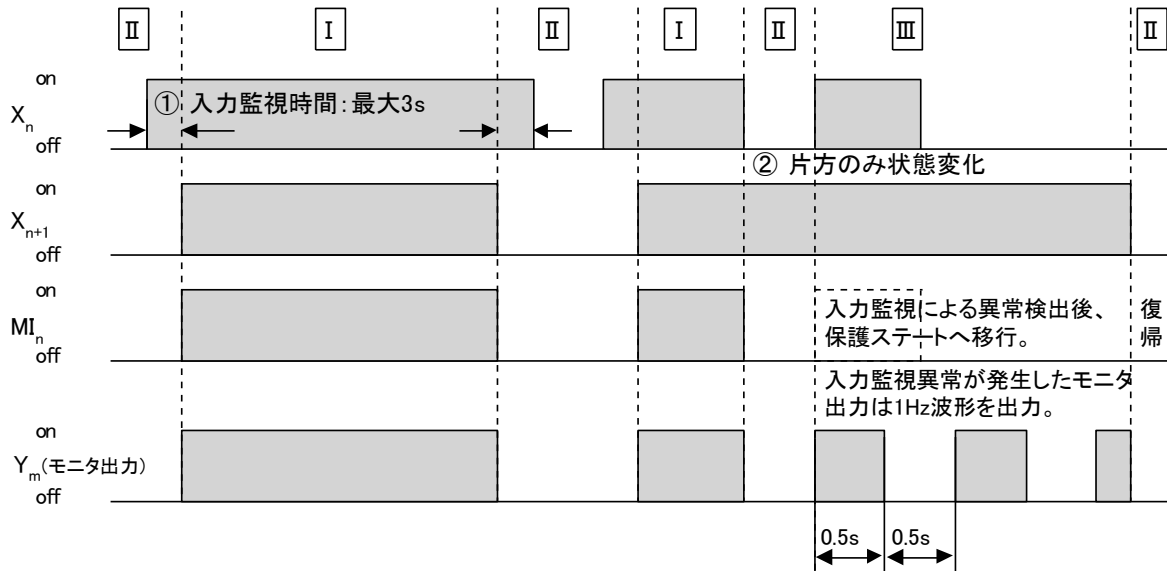 Ⅱ Ⅰ Ⅱ Ⅰ Ⅱ Ⅲ Ⅱ
on
Xn
off
① 入力監視時間:最大3s
② 片方のみ状態変化
on
Xn+1
off
on
MIn
off
入力監視による異常検出後、
保護ステートへ移行。
復
帰
入力監視異常が発生したモニタ
出力は1Hz波形を出力。
on
Ym(モニタ出力)
off
0.5s 0.5s